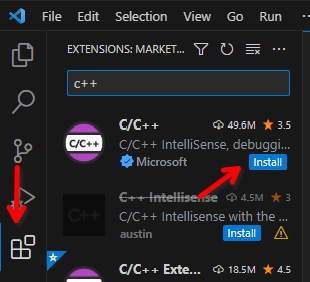 File Edit Selection View Go Run
EXTENSIONS: MARKET...
c++
C/C++ 49.6M 3.5
C/C++
C/C++ IntelliSense, debuggi...
Microsoft Install
C++ Intellisense 4.5M 3
C++
C/C++ Intellisense with the ...
austin Install
C/C++ Exte... 18.5M 4.5